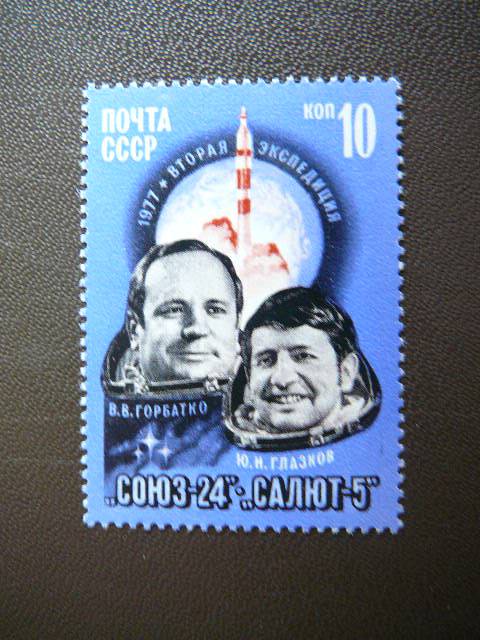 ПОЧТА
СССР
КОП 10
1977 ★ ВТОРАЯ ЭКСПЕДИЦИЯ
В.В.ГОРБАТКО
Ю.Н.ГЛАЗКОВ
„СОЮЗ-24"-„САЛЮТ-5"